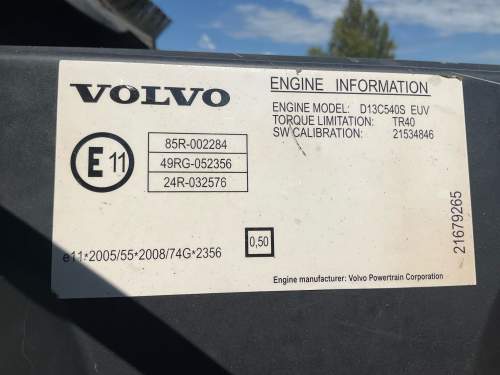 VOLVO
ENGINE INFORMATION
ENGINE MODEL: D13C540S EUV
TORQUE LIMITATION: TR40
SW CALIBRATION: 21534846
E11
85R-002284
49RG-052356
24R-032576
0,50
e11*2005/55*2008/74G*2356
21679265
Engine manufacturer: Volvo Powertrain Corporation